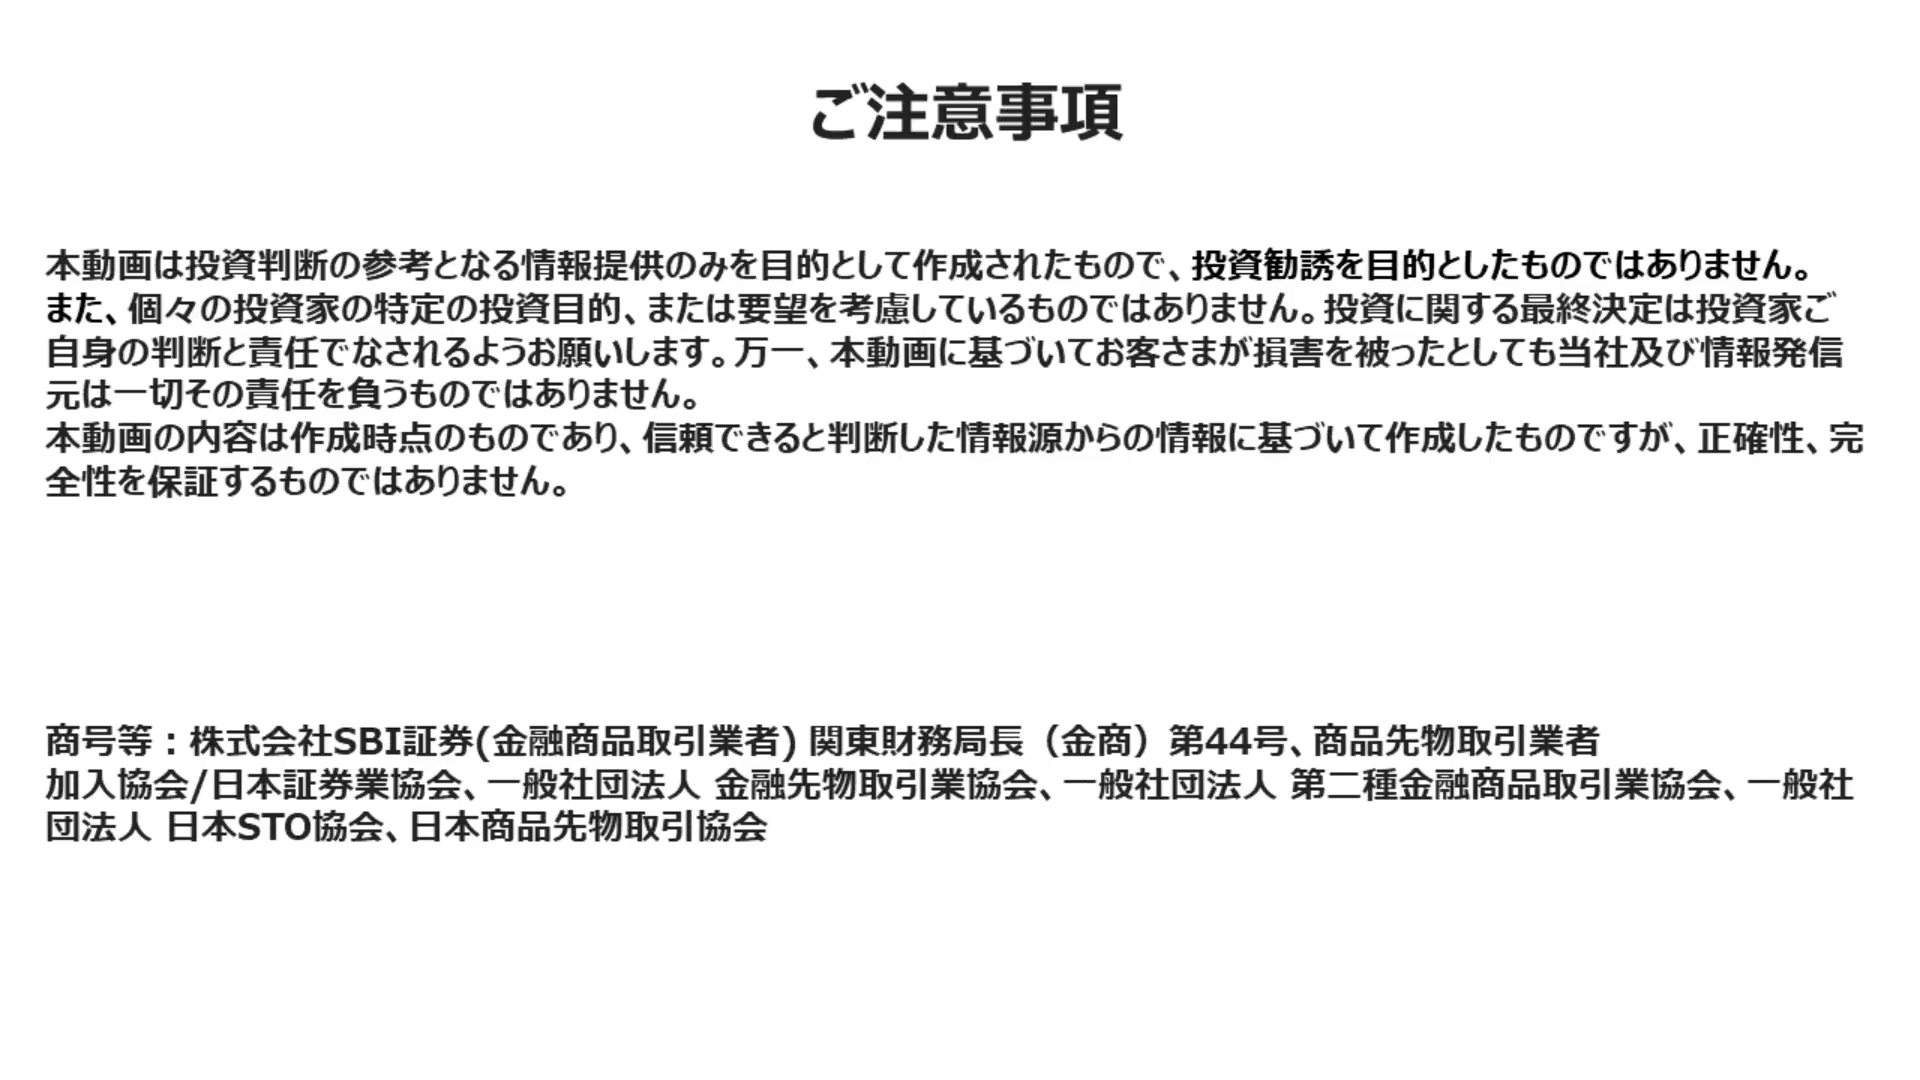 ご注意事項
本動画は投資判断の参考となる情報提供のみを目的として作成されたもので、投資勧誘を目的としたものではありません。
また、個々の投資家の特定の投資目的、または要望を考慮しているものではありません。投資に関する最終決定は投資家ご
自身の判断と責任でなされるようお願いします。万一、本動画に基づいてお客さまが損害を被ったとしても当社及び情報発信
元は一切その責任を負うものではありません。
本動画の内容は作成時点のものであり、信頼できると判断した情報源からの情報に基づいて作成したものですが、正確性、完
全性を保証するものではありません。
商号等：株式会社SBI証券(金融商品取引業者) 関東財務局長（金商）第44号、商品先物取引業者
加入協会/日本証券業協会、一般社団法人 金融先物取引業協会、一般社団法人 第二種金融商品取引業協会、一般社
団法人 日本STO協会、日本商品先物取引協会